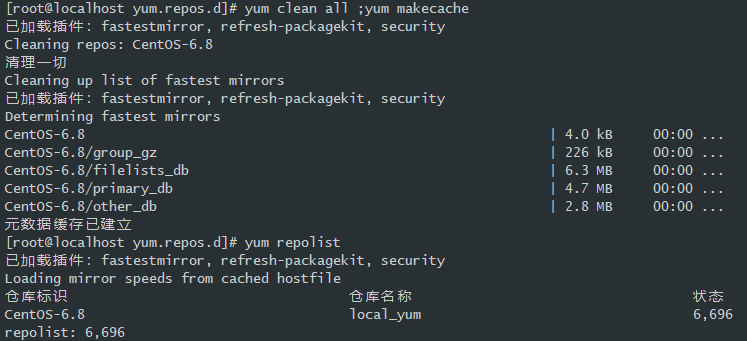 [root@localhost yum.repos.d]# yum clean all ;yum makecache
已加载插件：fastestmirror, refresh-packagekit, security
Cleaning repos: CentOS-6.8
清理一切
Cleaning up list of fastest mirrors
已加载插件：fastestmirror, refresh-packagekit, security
Determining fastest mirrors
CentOS-6.8 | 4.0 kB 00:00 ...
CentOS-6.8/group_gz | 226 kB 00:00 ...
CentOS-6.8/filelists_db | 6.3 MB 00:00 ...
CentOS-6.8/primary_db | 4.7 MB 00:00 ...
CentOS-6.8/other_db | 2.8 MB 00:00 ...
元数据缓存已建立
[root@localhost yum.repos.d]# yum repolist
已加载插件：fastestmirror, refresh-packagekit, security
Loading mirror speeds from cached hostfile
仓库标识 仓库名称 状态
CentOS-6.8 local_yum 6,696
repolist: 6,696